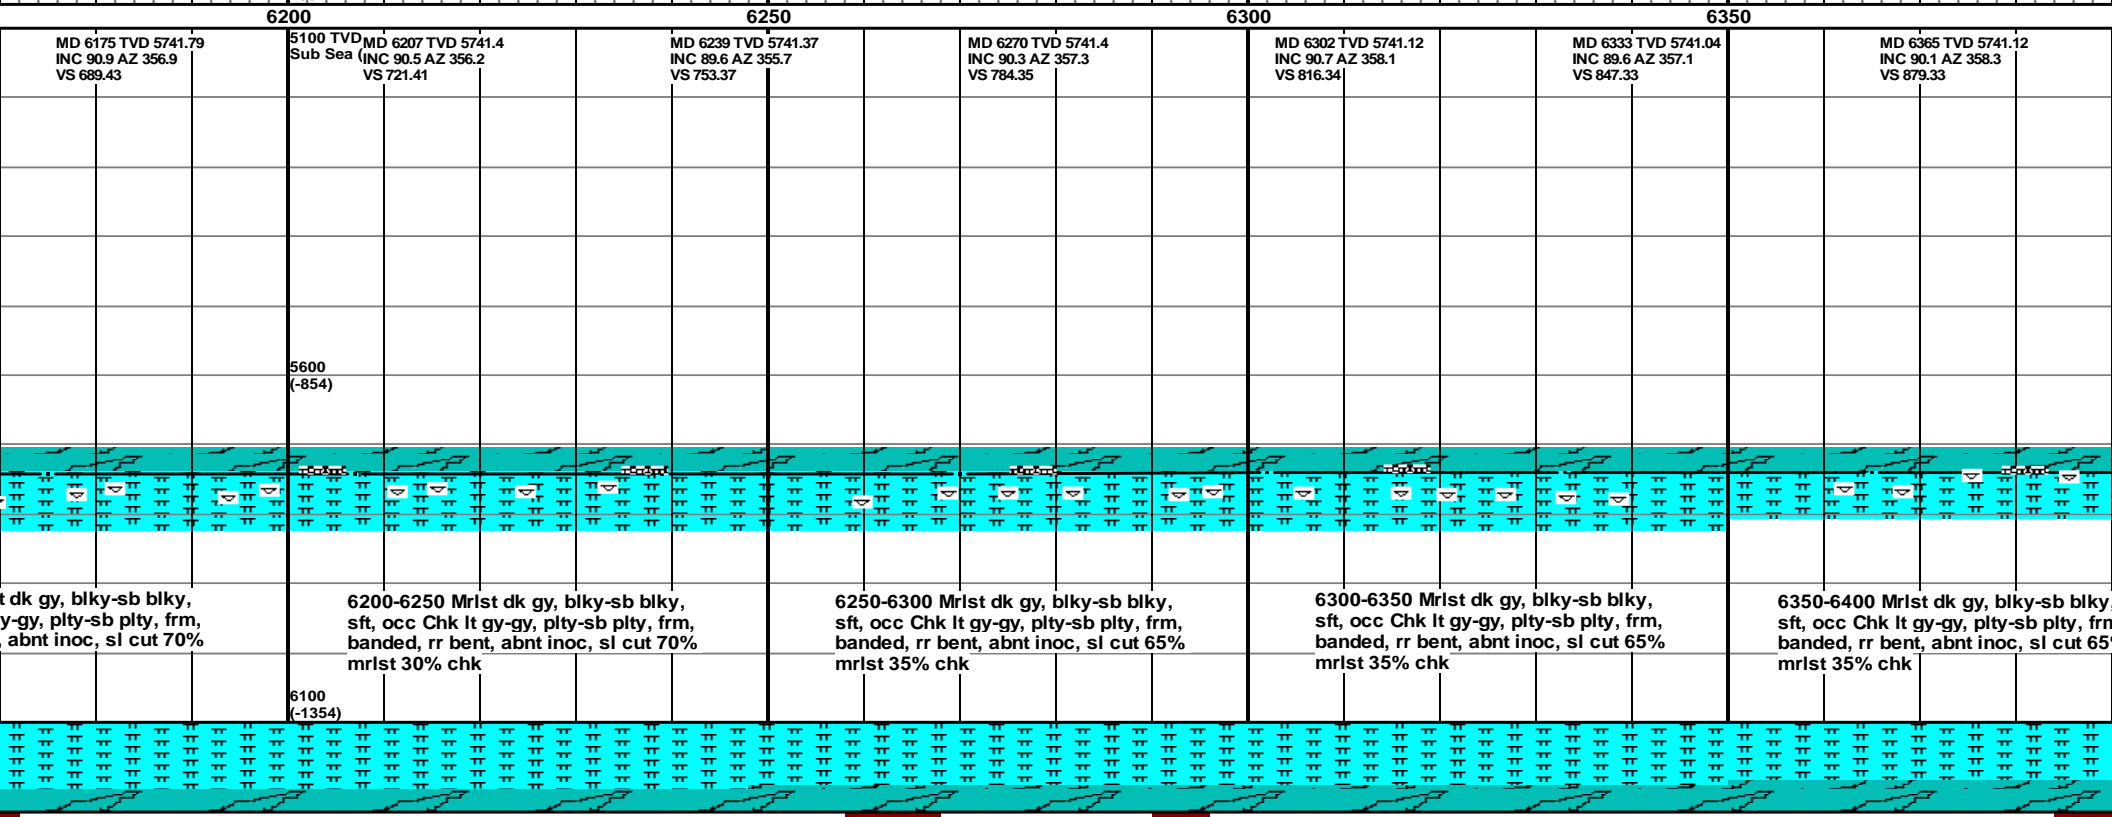 6200
6250
6300
6350
MD 6175 TVD 5741.79
INC 90.9 AZ 356.9
VS 689.43
5100 TVD
Sub Sea (
MD 6207 TVD 5741.4
INC 90.5 AZ 356.2
VS 721.41
MD 6239 TVD 5741.37
INC 89.6 AZ 355.7
VS 753.37
MD 6270 TVD 5741.4
INC 90.3 AZ 357.3
VS 784.35
MD 6302 TVD 5741.12
INC 90.7 AZ 358.1
VS 816.34
MD 6333 TVD 5741.04
INC 89.6 AZ 357.1
VS 847.33
MD 6365 TVD 5741.12
INC 90.1 AZ 358.3
VS 879.33
5600
(-854)
t dk gy, blky-sb blky,
y-gy, plty-sb plty, frm,
, abnt inoc, sl cut 70%
6200-6250 Mrlst dk gy, blky-sb blky,
sft, occ Chk lt gy-gy, plty-sb plty, frm,
banded, rr bent, abnt inoc, sl cut 70%
mrlst 30% chk
6250-6300 Mrlst dk gy, blky-sb blky,
sft, occ Chk lt gy-gy, plty-sb plty, frm,
banded, rr bent, abnt inoc, sl cut 65%
mrlst 35% chk
6300-6350 Mrlst dk gy, blky-sb blky,
sft, occ Chk lt gy-gy, plty-sb plty, frm,
banded, rr bent, abnt inoc, sl cut 65%
mrlst 35% chk
6350-6400 Mrlst dk gy, blky-sb blky,
sft, occ Chk lt gy-gy, plty-sb plty, frm
banded, rr bent, abnt inoc, sl cut 65%
mrlst 35% chk
6100
(-1354)